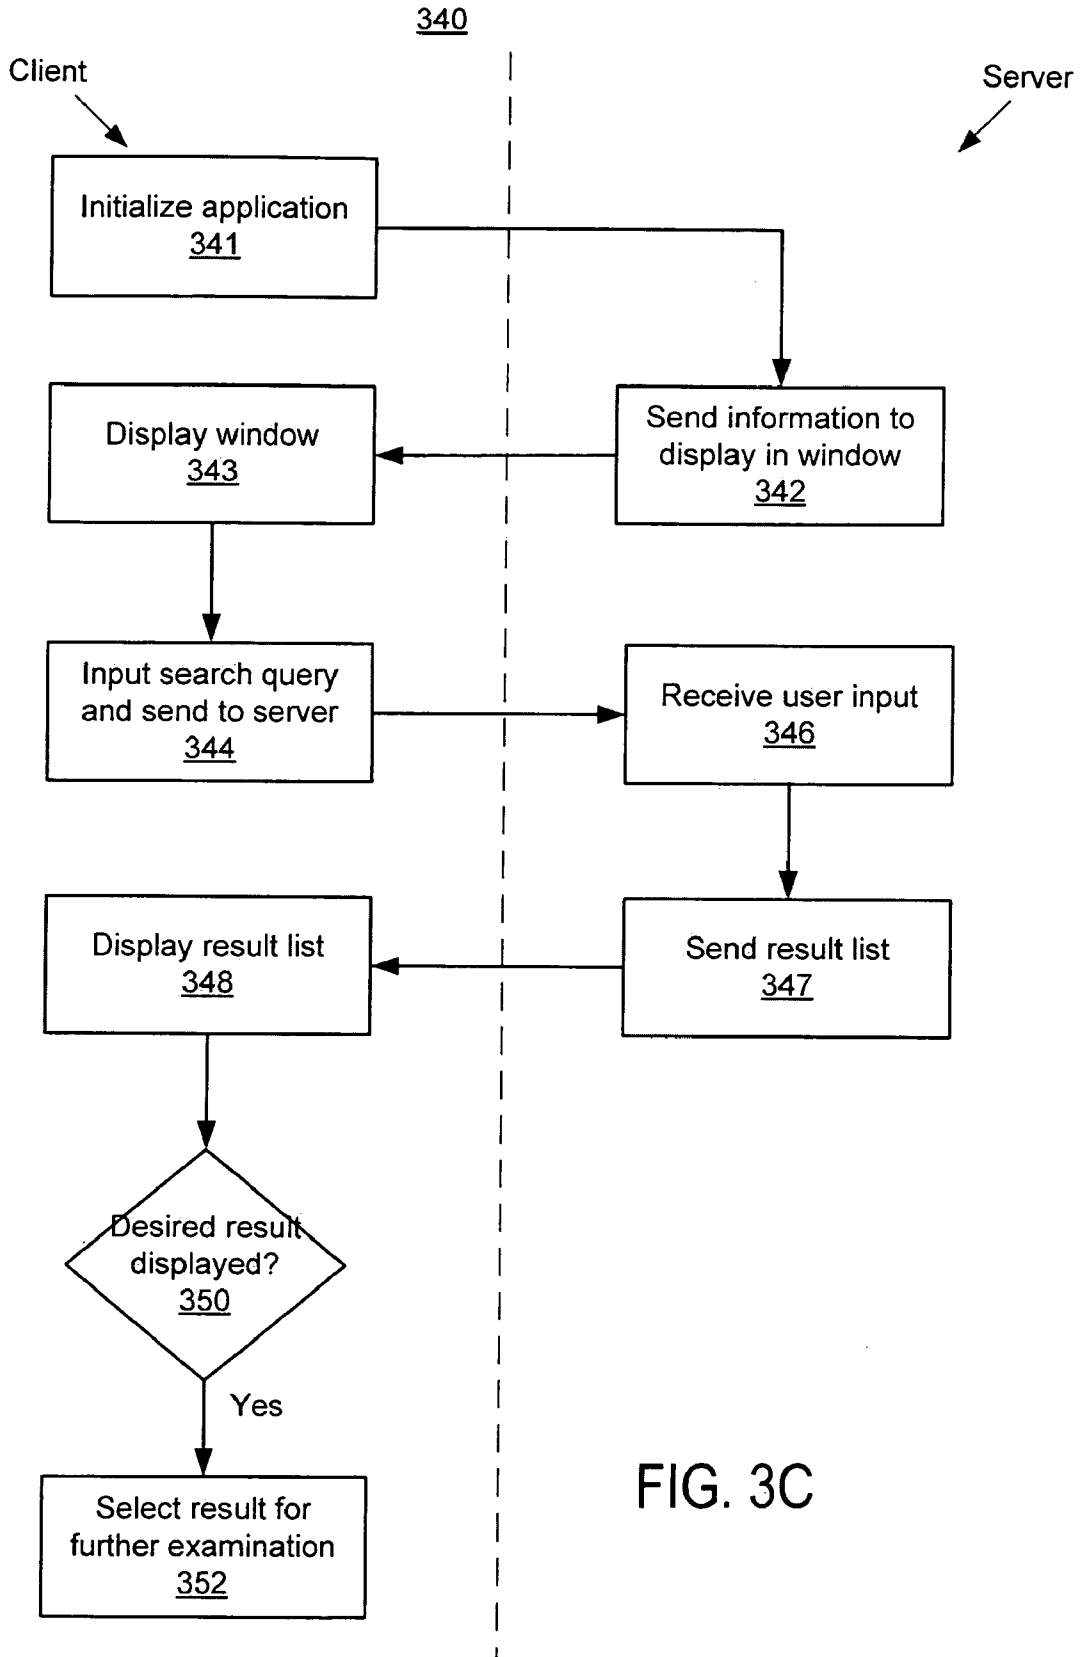 340
Client
Server
Initialize application
341
Send information to
display in window
342
Display window
343
Input search query
and send to server
344
Receive user input
346
Send result list
347
Display result list
348
Desired result
displayed?
350
Yes
Select result for
further examination
352
FIG. 3C